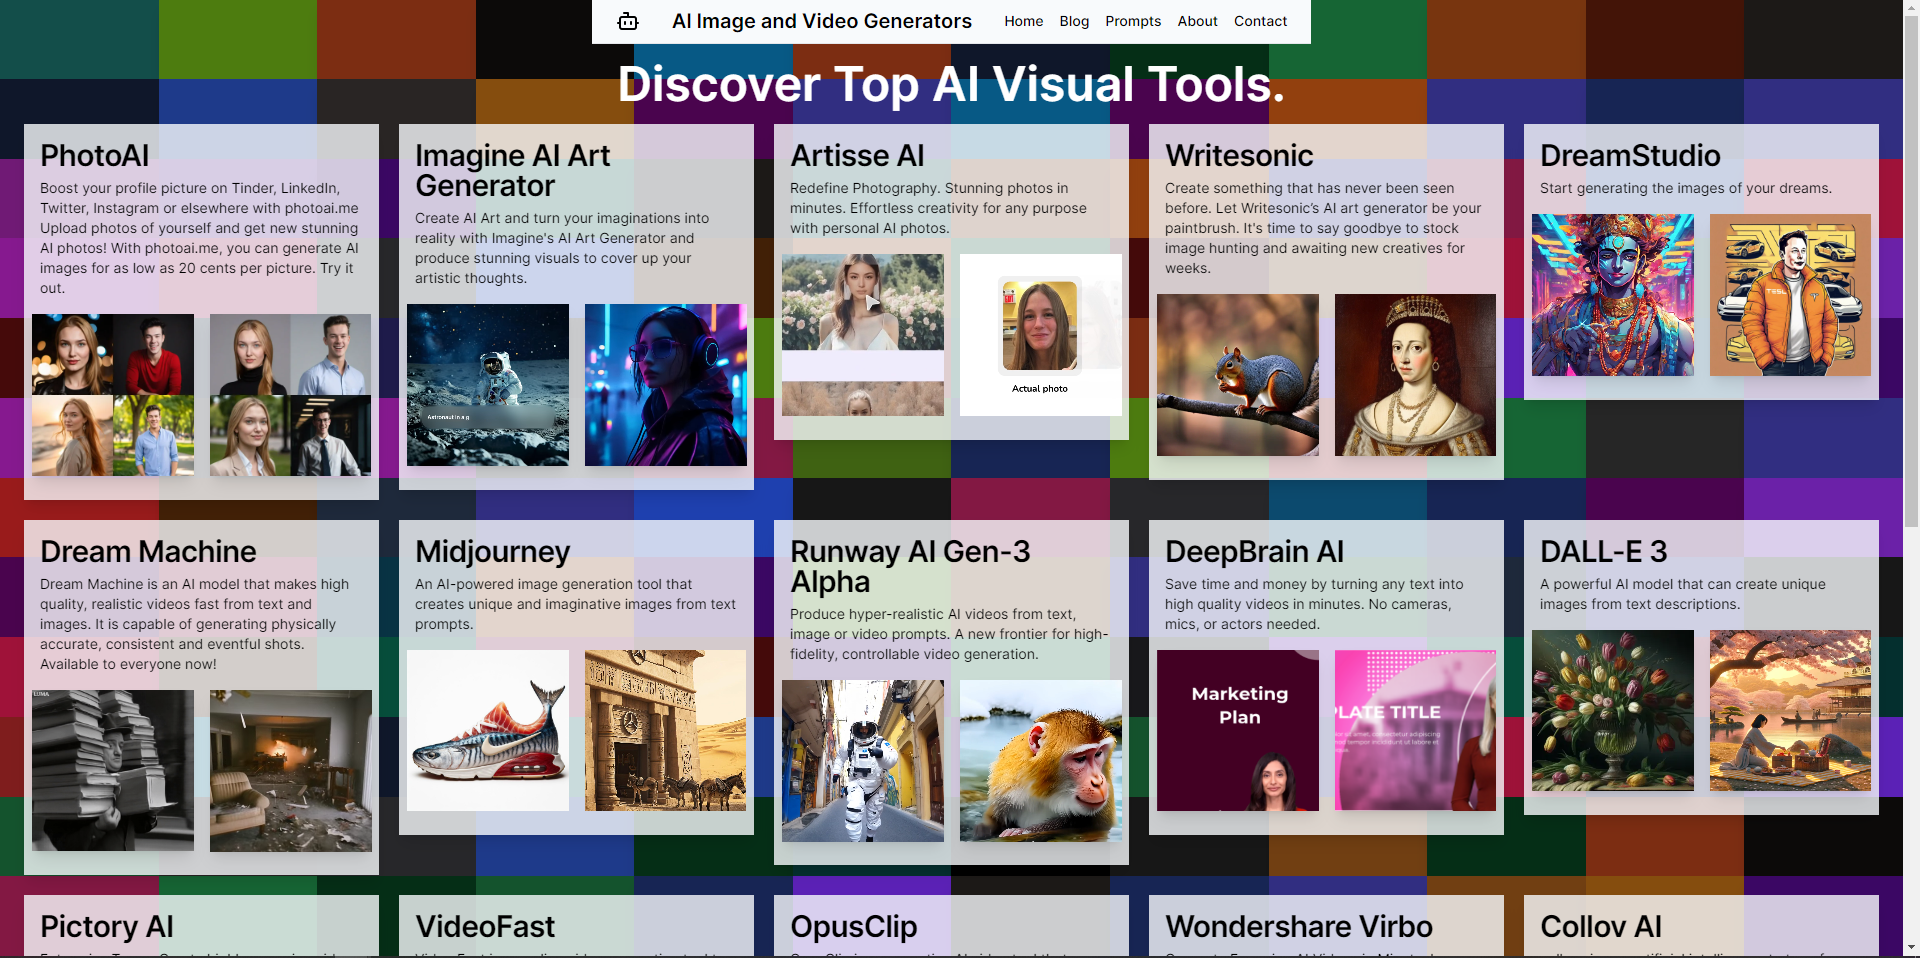 AI Image and Video Generators
Home Blog Prompts About Contact
Discover Top AI Visual Tools.
PhotoAI
Boost your profile picture on Tinder, LinkedIn,
Twitter, Instagram or elsewhere with photoai.me
Upload photos of yourself and get new stunning
AI photos! With photoai.me, you can generate AI
images for as low as 20 cents per picture. Try it
out.
Imagine AI Art
Generator
Create AI Art and turn your imaginations into
reality with Imagine's AI Art Generator and
produce stunning visuals to cover up your
artistic thoughts.
Astronaut in a g
Artisse AI
Redefine Photography. Stunning photos in
minutes. Effortless creativity for any purpose
with personal AI photos.
Actual photo
Writesonic
Create something that has never been seen
before. Let Writesonic’s AI art generator be your
paintbrush. It's time to say goodbye to stock
image hunting and awaiting new creatives for
weeks.
DreamStudio
Start generating the images of your dreams.
TESL
Dream Machine
Dream Machine is an AI model that makes high
quality, realistic videos fast from text and
images. It is capable of generating physically
accurate, consistent and eventful shots.
Available to everyone now!
LUMA
Midjourney
An AI-powered image generation tool that
creates unique and imaginative images from text
prompts.
Runway AI Gen-3
Alpha
Produce hyper-realistic AI videos from text,
image or video prompts. A new frontier for high-
fidelity, controllable video generation.
DeepBrain AI
Save time and money by turning any text into
high quality videos in minutes. No cameras,
mics, or actors needed.
Marketing
Plan
PLATE TITLE
DALL-E 3
A powerful AI model that can create unique
images from text descriptions.
Pictory AI
VideoFast
OpusClip
Wondershare Virbo
Collov AI